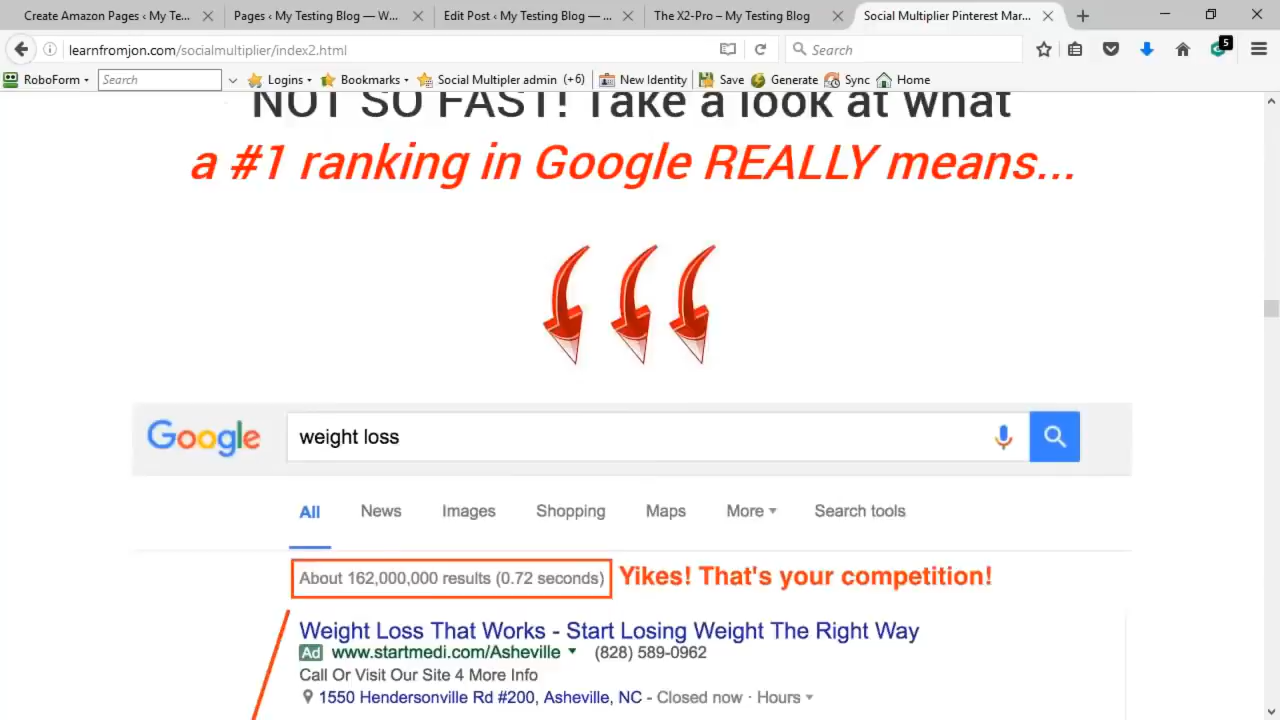 Create Amazon Pages ‹ My Te...
Pages ‹ My Testing Blog — W...
Edit Post ‹ My Testing Blog — ...
The X2-Pro – My Testing Blog
Social Multiplier Pinterest Mar...
learnfromjon.com/socialmultiplier/index2.html
Search
5
RoboForm
Search
Logins
Bookmarks
Social Multipler admin (+6)
New Identity
Save
Generate
Sync
Home
NOT SO FAST! Take a look at what
a #1 ranking in Google REALLY means...
Google
weight loss
All
News
Images
Shopping
Maps
More
Search tools
About 162,000,000 results (0.72 seconds)
Yikes! That's your competition!
Weight Loss That Works - Start Losing Weight The Right Way
Ad www.startmedi.com/Asheville (828) 589-0962
Call Or Visit Our Site 4 More Info
1550 Hendersonville Rd #200, Asheville, NC - Closed now · Hours